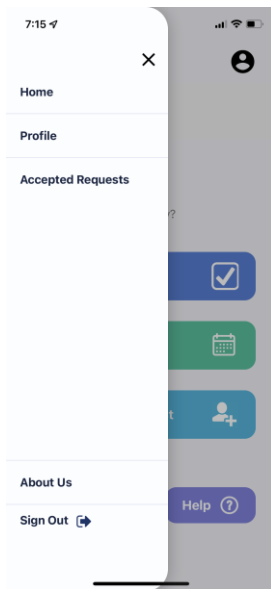 7:15
Home
Profile
Accepted Requests
?
t
About Us
Sign Out
Help ?